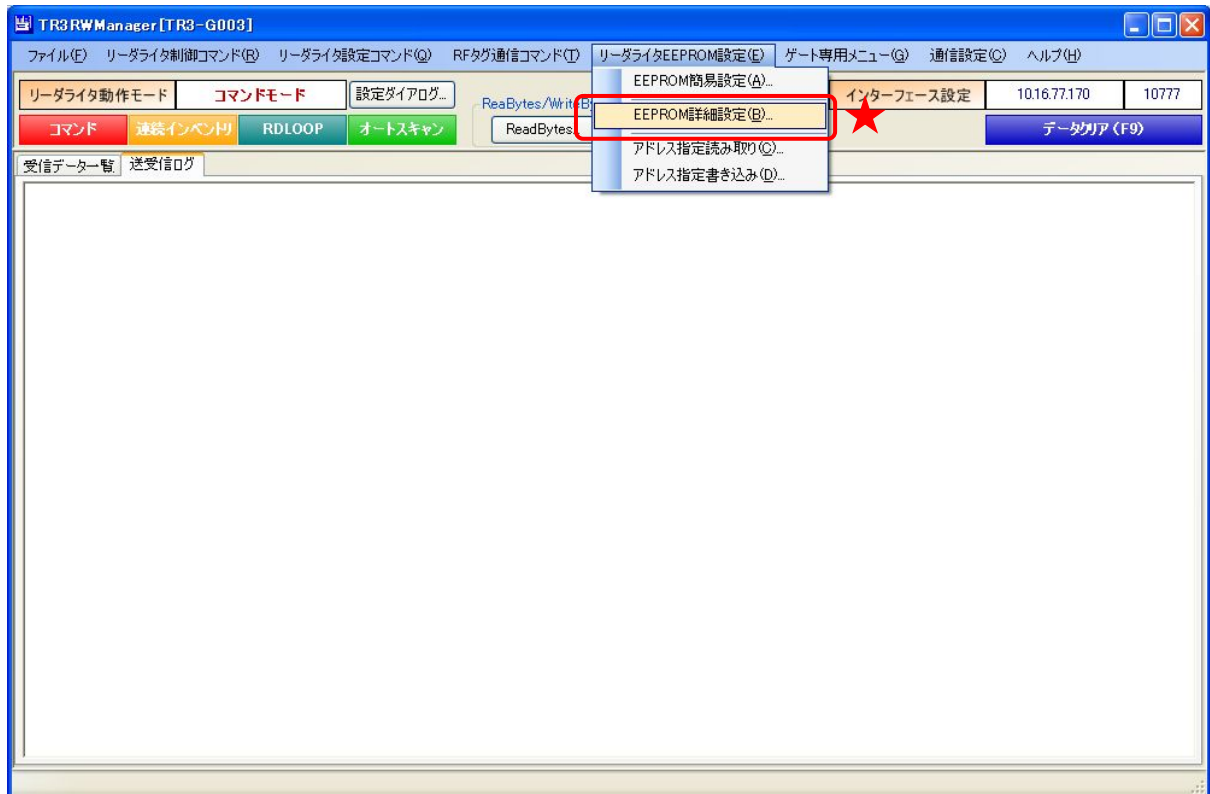 TR3RWManager[TR3-G003]
ファイル(F) リーダライタ制御コマンド(R) リーダライタ設定コマンド(Q) RFタグ通信コマンド(T) リーダライタEEPROM設定(E) ゲート専用メニュー(G) 通信設定(C) ヘルプ(H)
EEPROM簡易設定(A)...
EEPROM詳細設定(B)...
アドレス指定読み取り(C)...
アドレス指定書き込み(D)...
リーダライタ動作モード コマンドモード 設定ダイアログ... ReaBytes/WriteB インターフェース設定 10.16.77.170 10777
コマンド 連続インベントリ RDLOOP オートスキャン ReadBytes. データクリア (F9)
受信データ一覧 送受信ログ